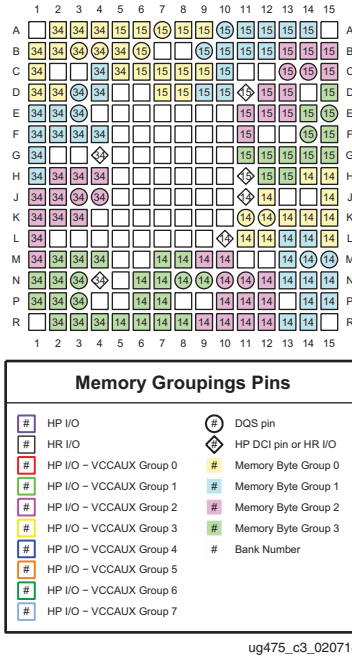 1 2 3 4 5 6 7 8 9 10 11 12 13 14 15
A 34 34 34 15 15 15 15 15 15 15 15 15 15 A
B 34 34 34 34 34 15 15 15 15 15 15 15 15 B
C 34 34 34 15 15 15 15 15 15 15 15 C
D 34 34 34 34 15 15 15 15 15 15 15 15 D
E 34 34 34 15 15 15 15 15 E
F 34 34 34 34 15 15 15 F
G 34 34 15 15 15 15 15 G
H 34 34 34 34 15 15 15 14 14 H
J 34 34 34 34 14 14 14 J
K 34 34 34 14 14 14 14 14 K
L 34 14 14 14 14 14 14 L
M 34 34 34 34 14 14 14 14 14 14 14 M
N 34 34 34 34 14 14 14 14 14 14 14 14 14 N
P 34 34 34 14 14 14 14 14 14 14 P
R 34 34 34 14 14 14 14 14 14 14 14 14 14 R
1 2 3 4 5 6 7 8 9 10 11 12 13 14 15
Memory Groupings Pins
# HP I/O
# HR I/O
# HP I/O – VCCAUX Group 0
# HP I/O – VCCAUX Group 1
# HP I/O – VCCAUX Group 2
# HP I/O – VCCAUX Group 3
# HP I/O – VCCAUX Group 4
# HP I/O – VCCAUX Group 5
# HP I/O – VCCAUX Group 6
# HP I/O – VCCAUX Group 7
# DQS pin
# HP DCI pin or HR I/O
# Memory Byte Group 0
# Memory Byte Group 1
# Memory Byte Group 2
# Memory Byte Group 3
# Bank Number
ug475_c3_020713